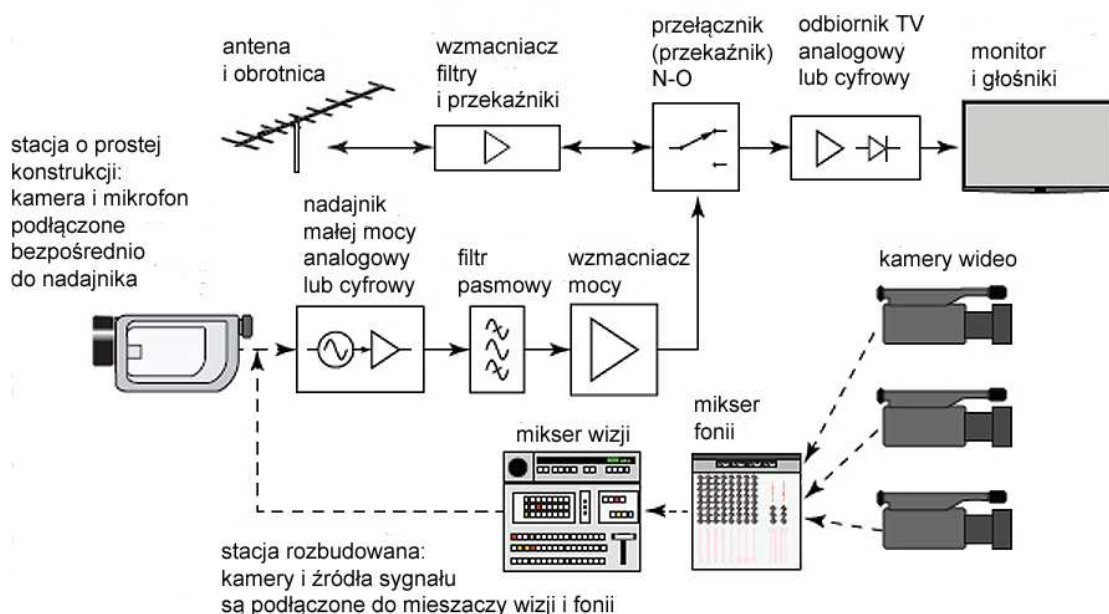 antena
i obrotnica
wzmacniacz
filtry
i przekaźniki
przełącznik
(przekaźnik)
N-O
odbiornik TV
analogowy
lub cyfrowy
monitor
i głośniki
stacja o prostej
konstrukcji:
kamera i mikrofon
podłączone
bezpośrednio
do nadajnika
nadajnik
małej mocy
analogowy
lub cyfrowy
filtr
pasmowy
wzmacniacz
mocy
kamery wideo
mikser wizji
mikser
fonii
stacja rozbudowana:
kamery i źródła sygnału
są podłączone do mieszaczy wizji i fonii